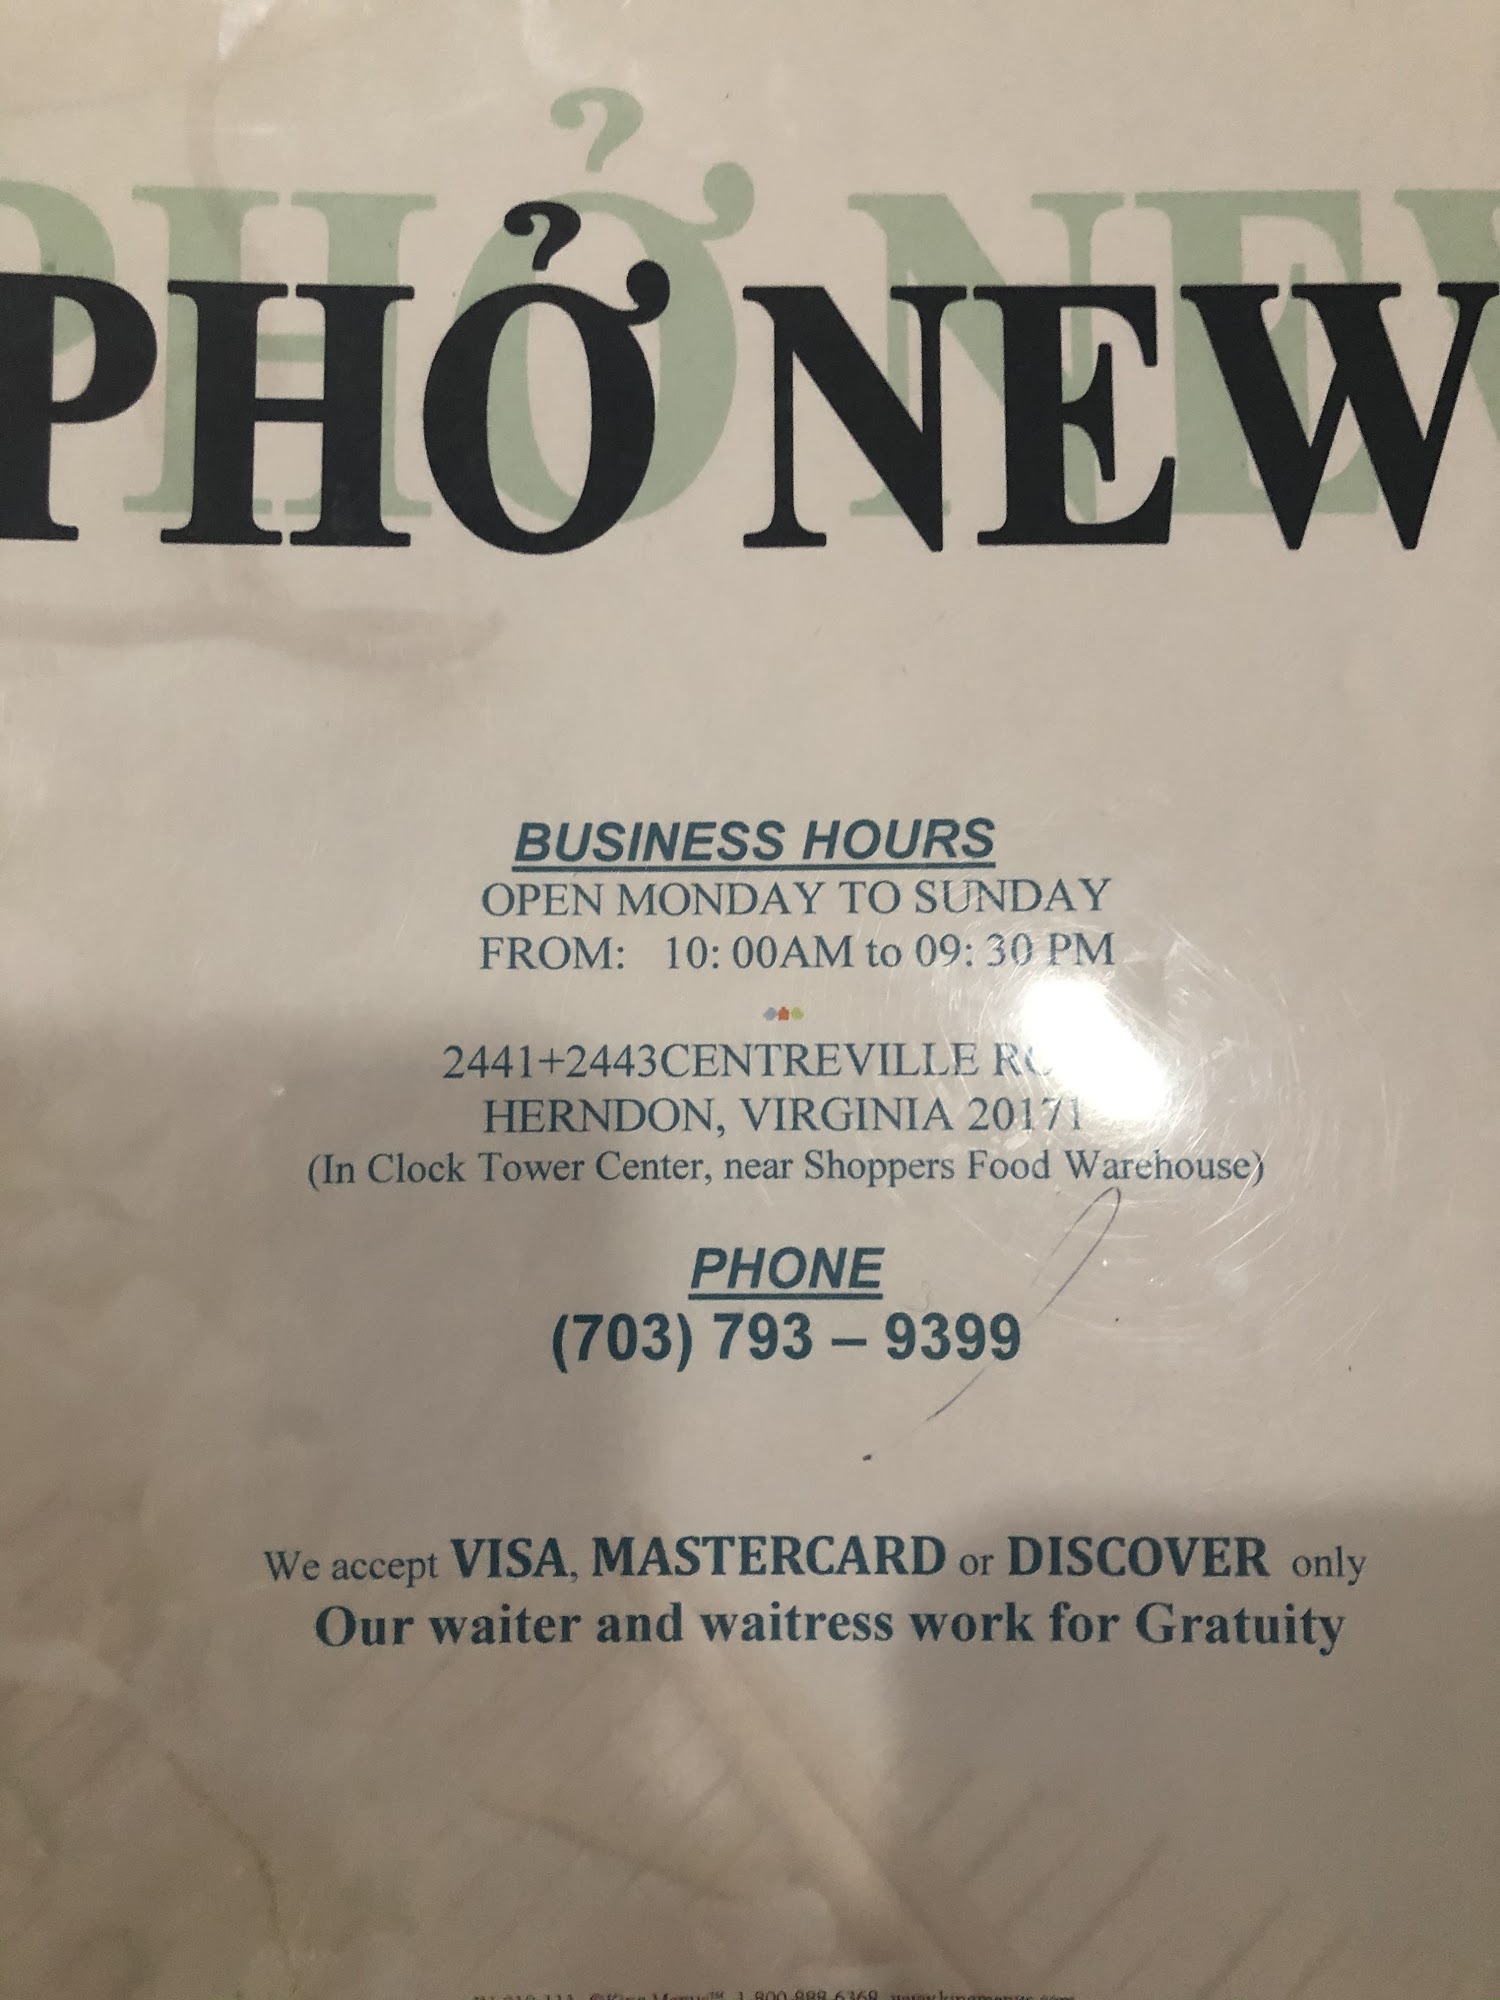 PHỞ NEW
BUSINESS HOURS
OPEN MONDAY TO SUNDAY
FROM: 10: 00AM to 09: 30 PM
2441+2443CENTREVILLE
HERNDON, VIRGINIA 20171
(In Clock Tower Center, near Shoppers Food Warehouse)
PHONE
(703) 793 – 9399
We accept VISA, MASTERCARD or DISCOVER only
Our waiter and waitress work for Gratuity